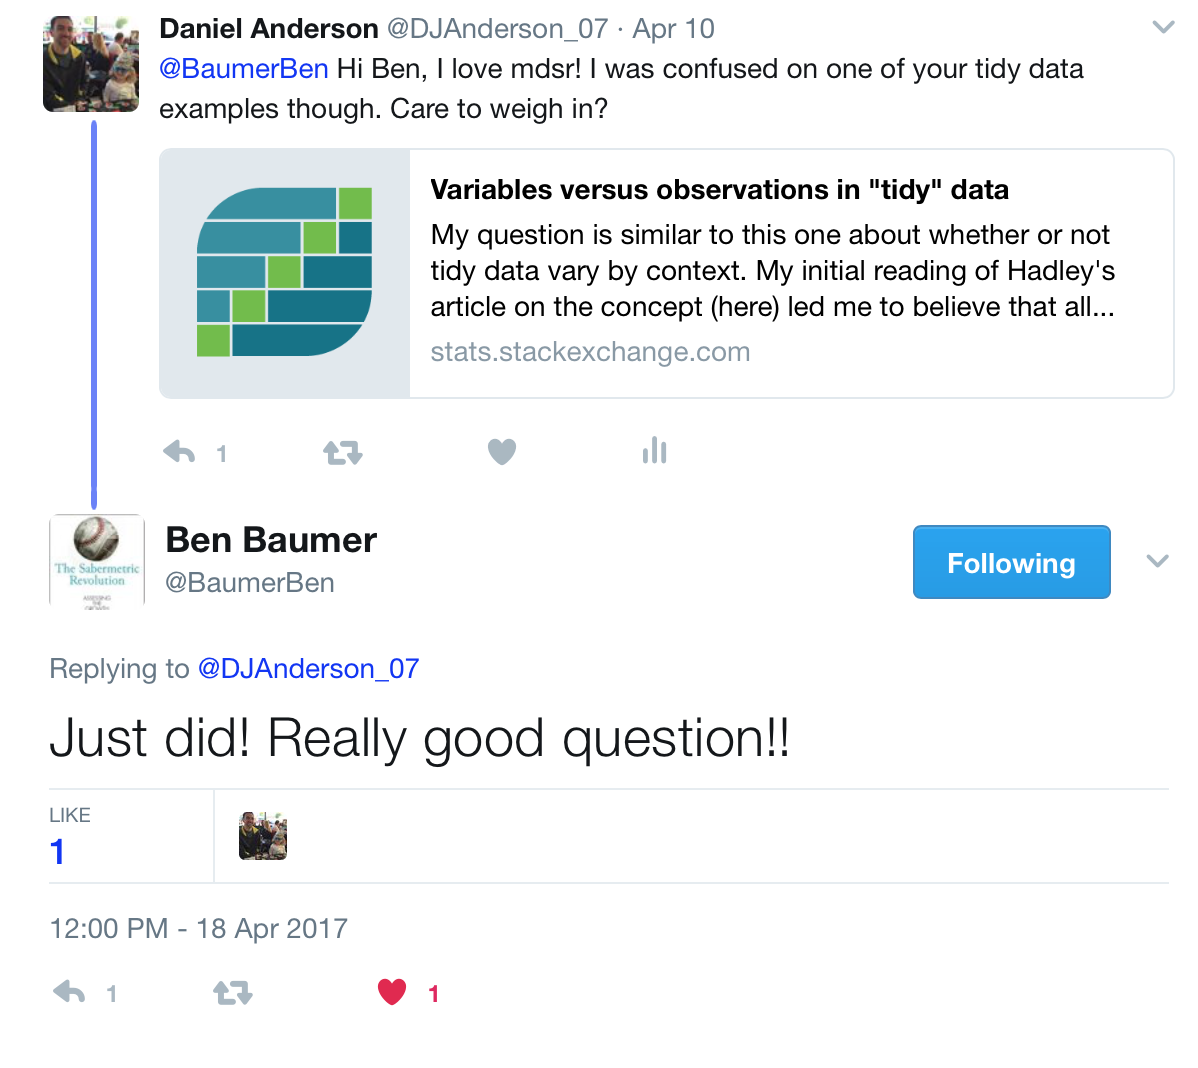 Daniel Anderson @DJAnderson_07 · Apr 10
@BaumerBen Hi Ben, I love mdsr! I was confused on one of your tidy data
examples though. Care to weigh in?
Variables versus observations in "tidy" data
My question is similar to this one about whether or not
tidy data vary by context. My initial reading of Hadley's
article on the concept (here) led me to believe that all...
stats.stackexchange.com
1
The Sabermetric
Revolution
ASSESSING
THE
GROWTH
Ben Baumer
@BaumerBen
Following
Replying to @DJAnderson_07
Just did! Really good question!!
LIKE
1
12:00 PM - 18 Apr 2017
1 1